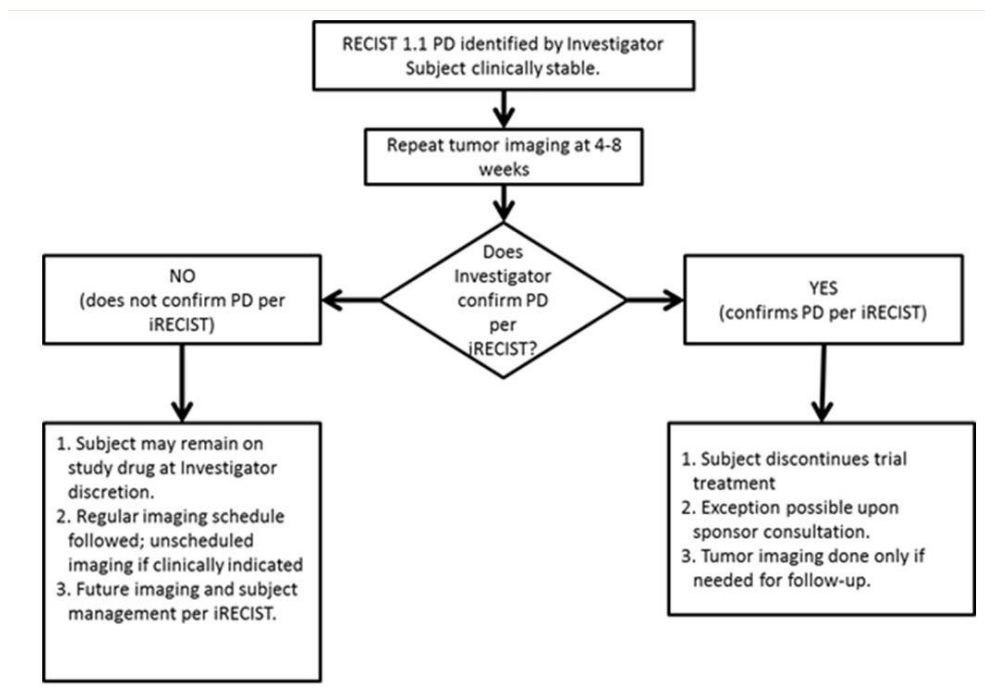 RECIST 1.1 PD identified by Investigator
Subject clinically stable.
Repeat tumor imaging at 4-8
weeks
Does
Investigator
confirm PD
per
iRECIST?
NO
(does not confirm PD per
iRECIST)
YES
(confirms PD per iRECIST)
1. Subject may remain on
study drug at Investigator
discretion.
2. Regular imaging schedule
followed; unscheduled
imaging if clinically indicated
3. Future imaging and subject
management per iRECIST.
1. Subject discontinues trial
treatment
2. Exception possible upon
sponsor consultation.
3. Tumor imaging done only if
needed for follow-up.